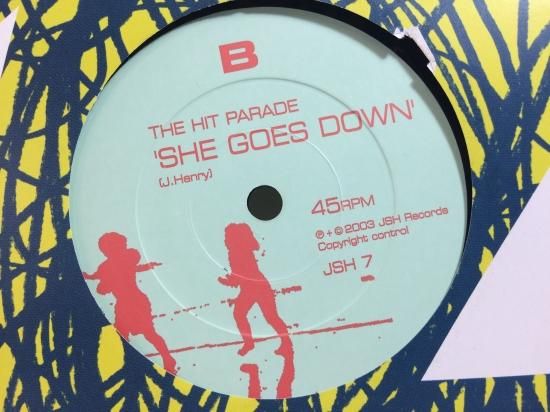 B
THE HIT PARADE
'SHE GOES DOWN'
(J.Henry)
45RPM
℗ + © 2003 JSH Records
Copyright control
JSH 7